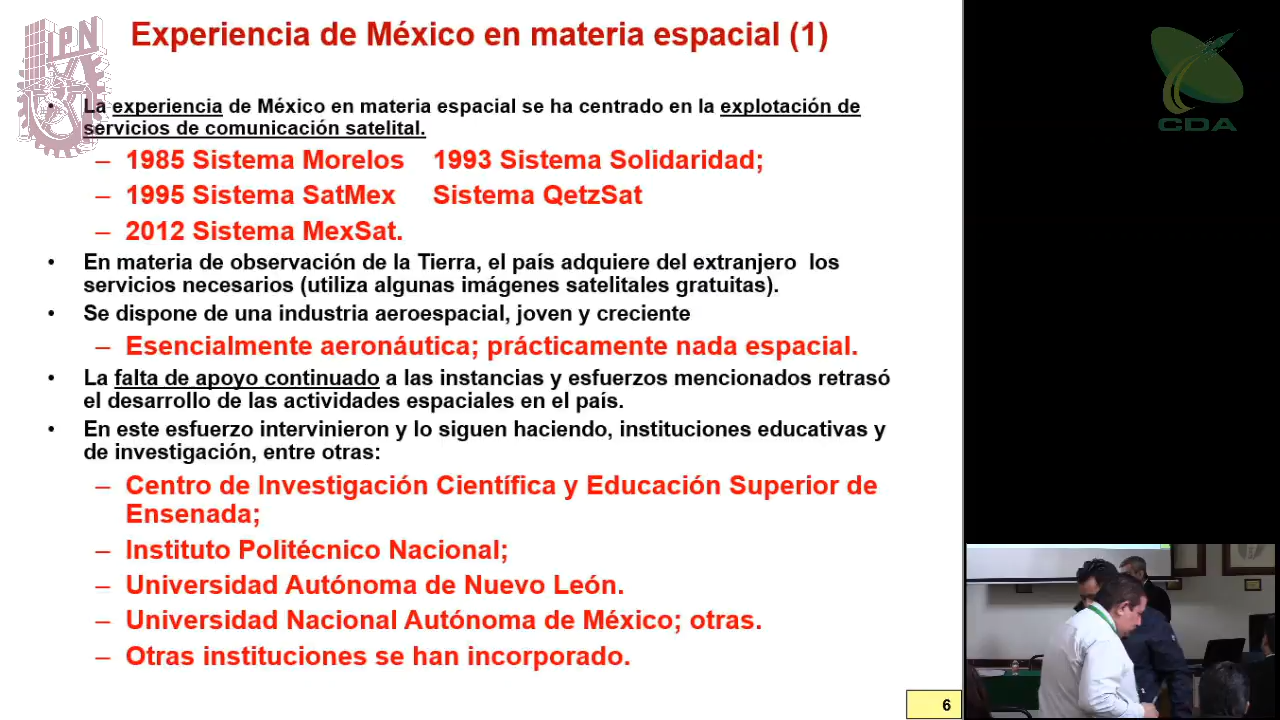 Experiencia de México en materia espacial (1)
IPN
CDA
• La experiencia de México en materia espacial se ha centrado en la explotación de
servicios de comunicación satelital.
– 1985 Sistema Morelos 1993 Sistema Solidaridad;
– 1995 Sistema SatMex Sistema QetzSat
– 2012 Sistema MexSat.
• En materia de observación de la Tierra, el país adquiere del extranjero los
servicios necesarios (utiliza algunas imágenes satelitales gratuitas).
• Se dispone de una industria aeroespacial, joven y creciente
– Esencialmente aeronáutica; prácticamente nada espacial.
• La falta de apoyo continuado a las instancias y esfuerzos mencionados retrasó
el desarrollo de las actividades espaciales en el país.
• En este esfuerzo intervinieron y lo siguen haciendo, instituciones educativas y
de investigación, entre otras:
– Centro de Investigación Científica y Educación Superior de
Ensenada;
– Instituto Politécnico Nacional;
– Universidad Autónoma de Nuevo León.
– Universidad Nacional Autónoma de México; otras.
– Otras instituciones se han incorporado.
6